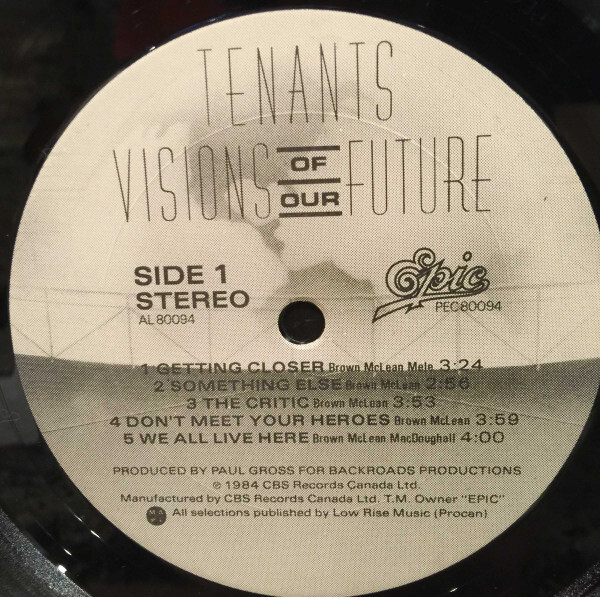 TENANTS
VISIONS OF OUR FUTURE
SIDE 1
STEREO
AL 80094
Epic
PEC 80094
1 GETTING CLOSER Brown McLean Mele 3:24
2 SOMETHING ELSE Brown McLean 2:56
3 THE CRITIC Brown McLean 3:53
4 DON'T MEET YOUR HEROES Brown McLean 3:59
5 WE ALL LIVE HERE Brown McLean MacDoughall 4:00
PRODUCED BY PAUL GROSS FOR BACKROADS PRODUCTIONS
℗ 1984 CBS Records Canada Ltd.
Manufactured by CBS Records Canada Ltd. T.M. Owner "EPIC"
MAPL All selections published by Low Rise Music (Procan)